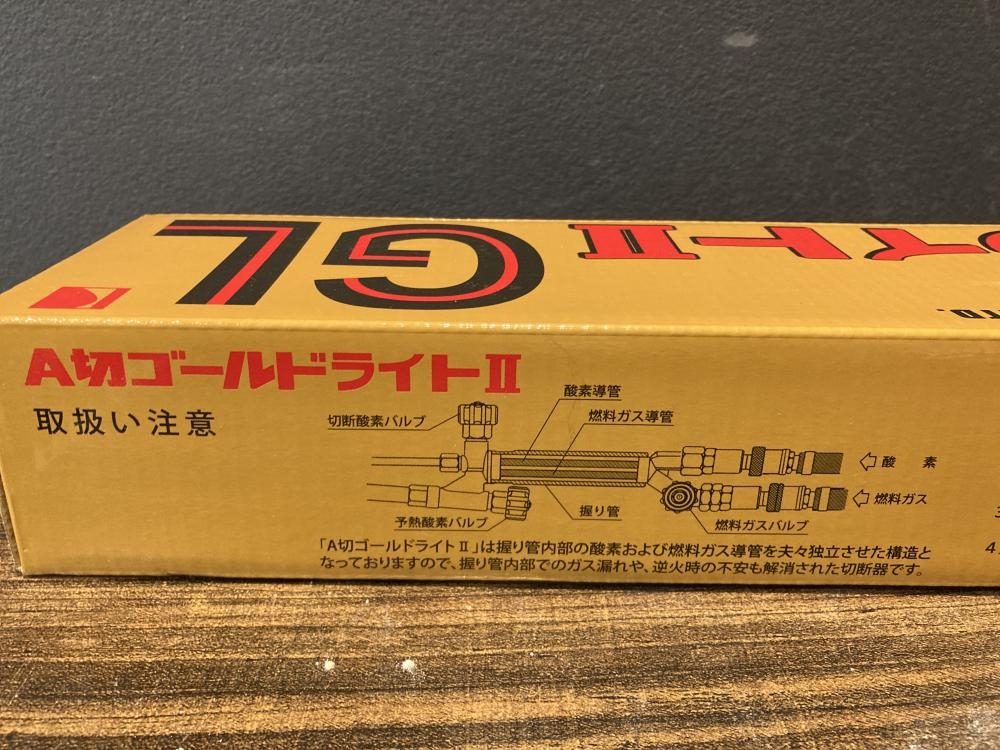 GL
イトII
TD.
A切ゴールドライトII
取扱い注意
酸素導管
切断酸素バルブ
燃料ガス導管
酸 素
燃料ガス
予熱酸素バルブ
握り管
燃料ガスバルブ
「A切ゴールドライトII」は握り管内部の酸素および燃料ガス導管を夫々独立させた構造と
なっておりますので、握り管内部でのガス漏れや、逆火時の不安も解消された切断器です。
3
4.